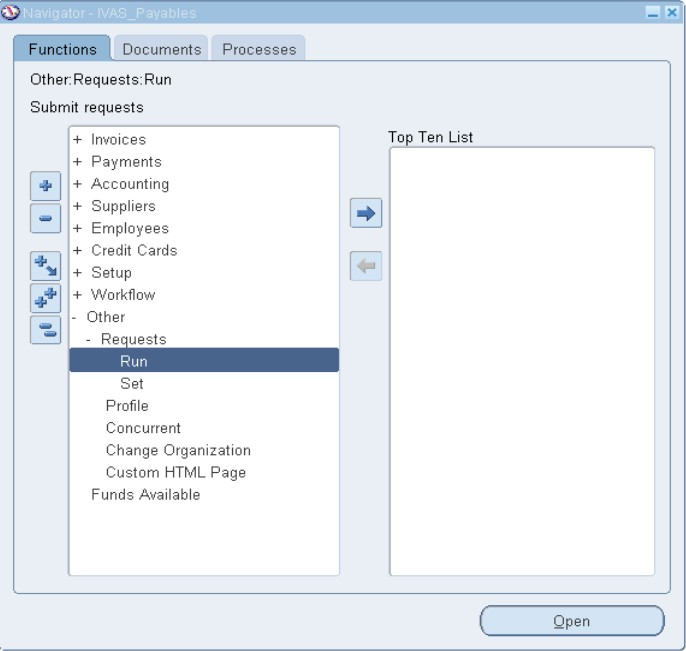 Navigator - IVAS_Payables
Functions Documents Processes
Other:Requests:Run
Submit requests
+ Invoices
+ Payments
+ Accounting
+ Suppliers
+ Employees
+ Credit Cards
+ Setup
+ Workflow
- Other
- Requests
Run
Set
Profile
Concurrent
Change Organization
Custom HTML Page
Funds Available
Top Ten List
Open